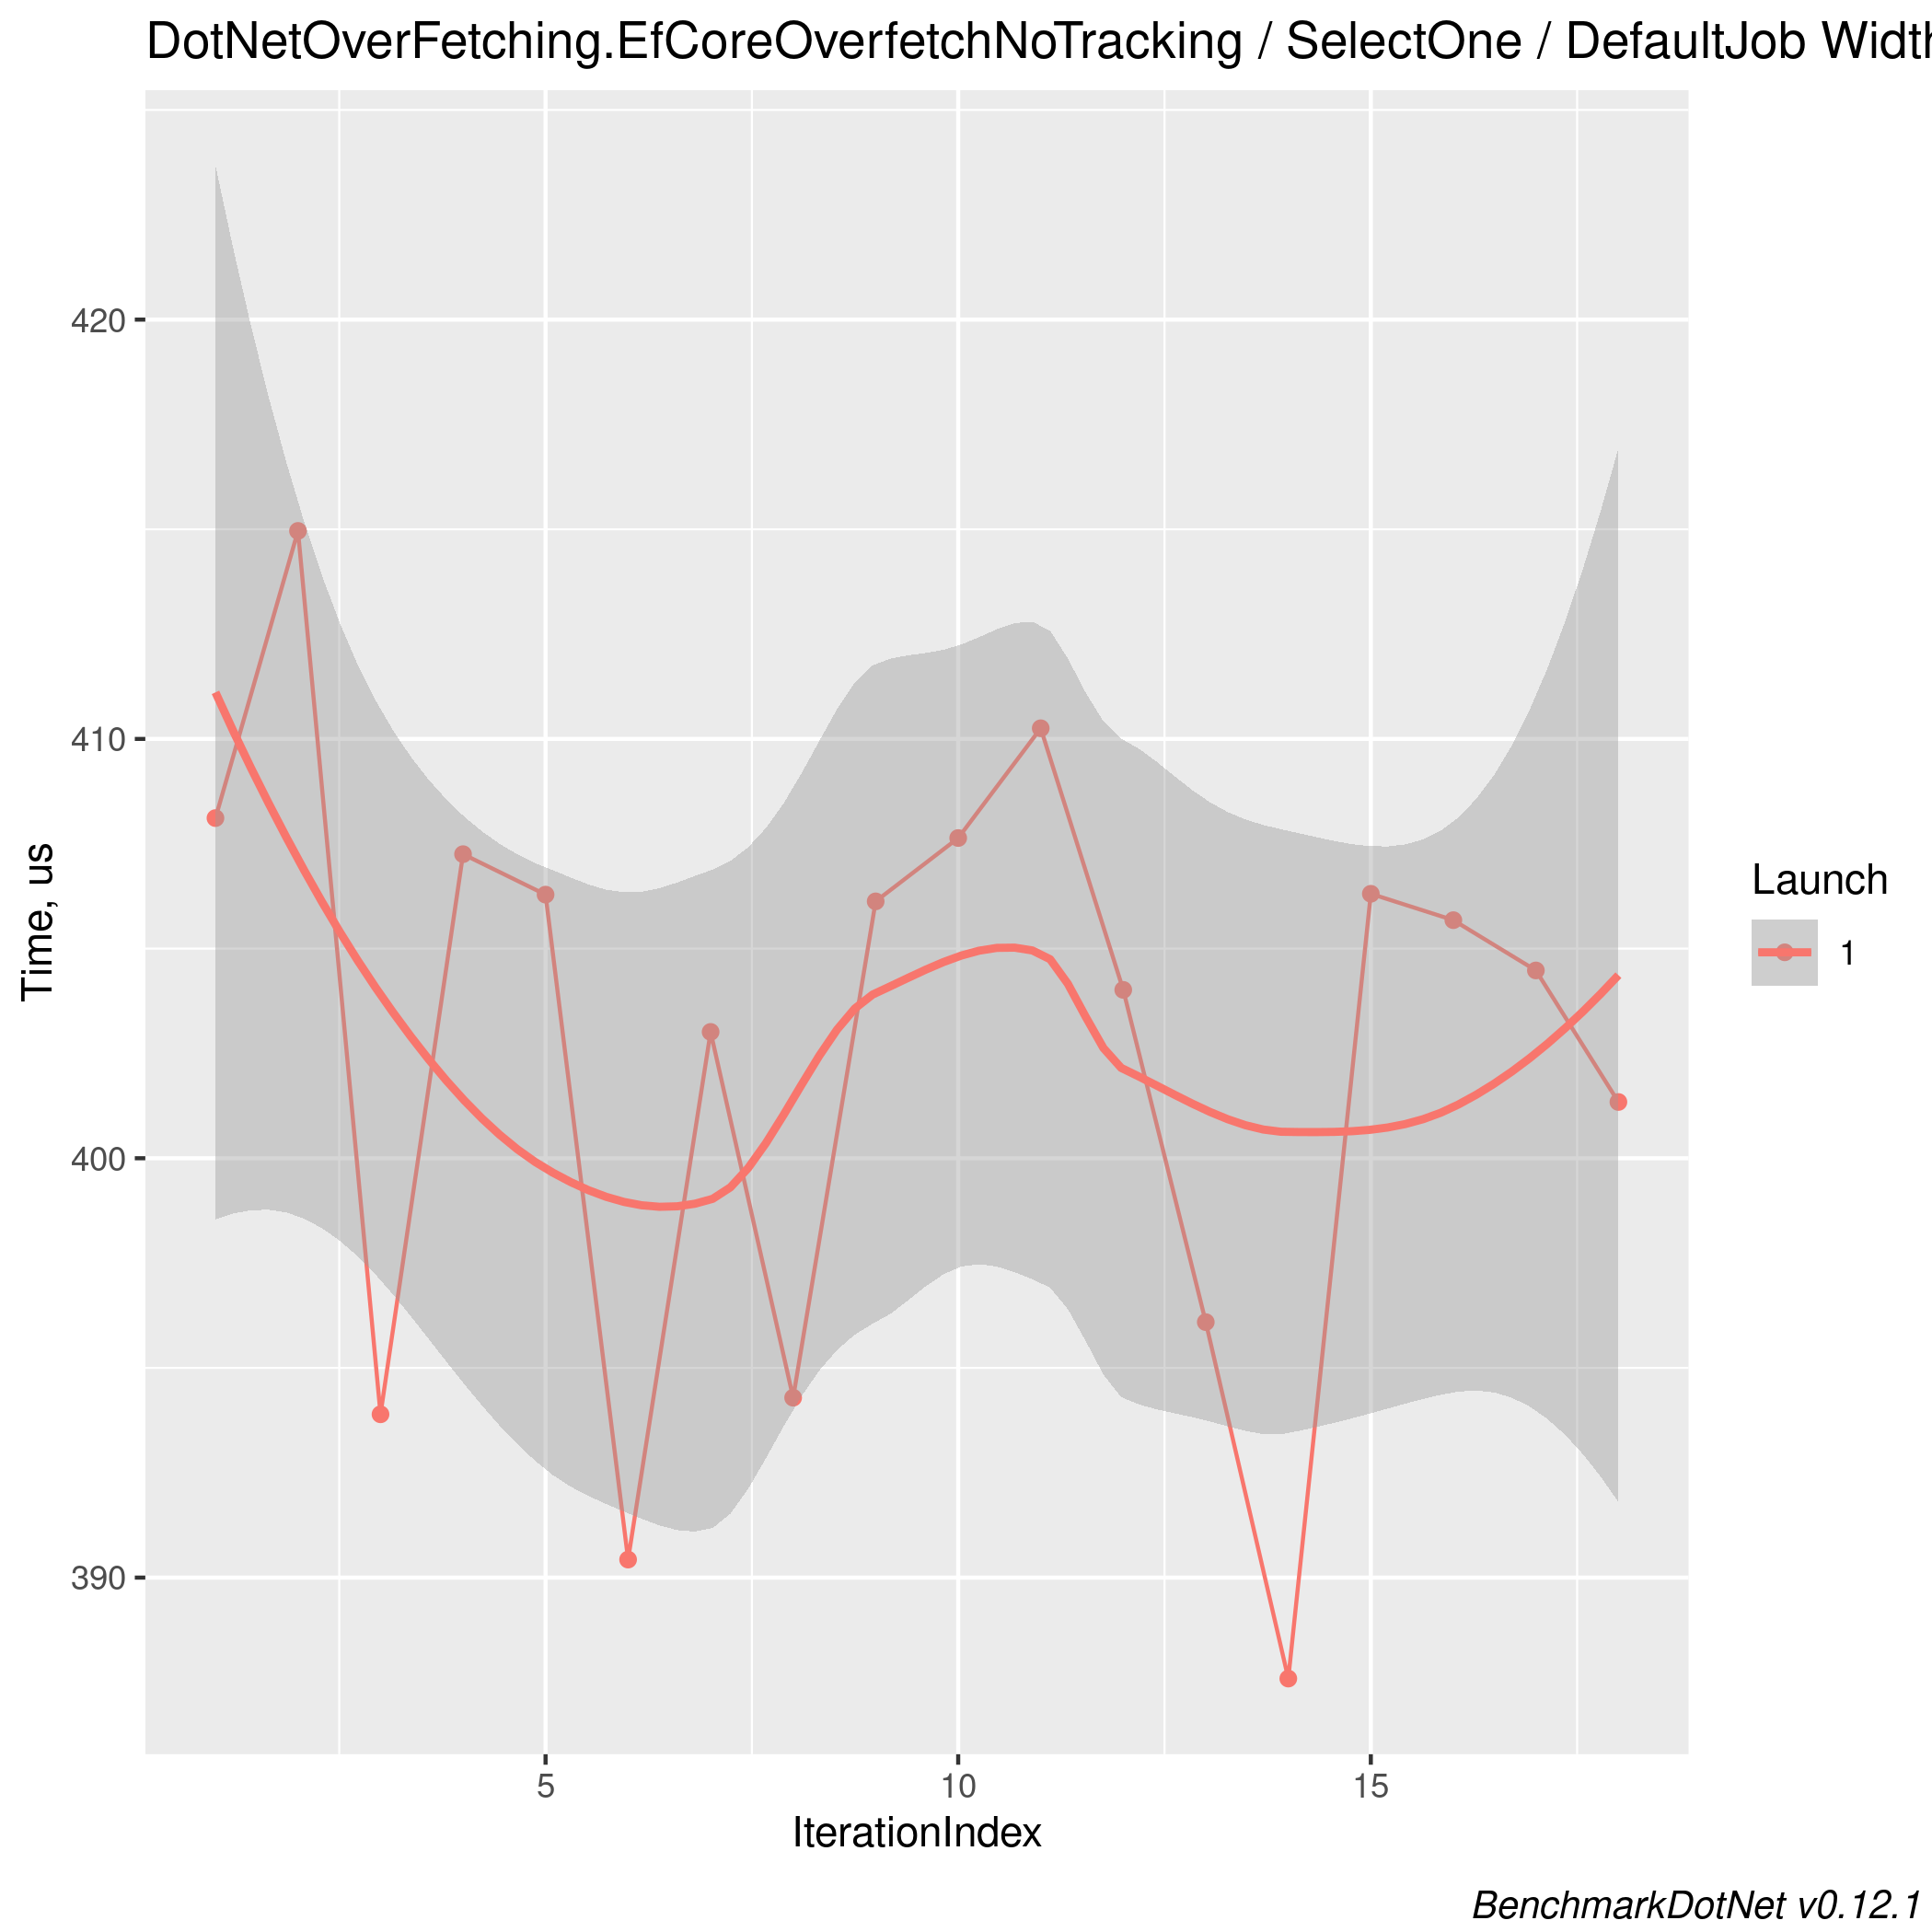 DotNetOverFetching.EfCoreOverfetchNoTracking / SelectOne / DefaultJob Width
420
410
400
390
Time, us
5 10 15
IterationIndex
Launch
1
BenchmarkDotNet v0.12.1